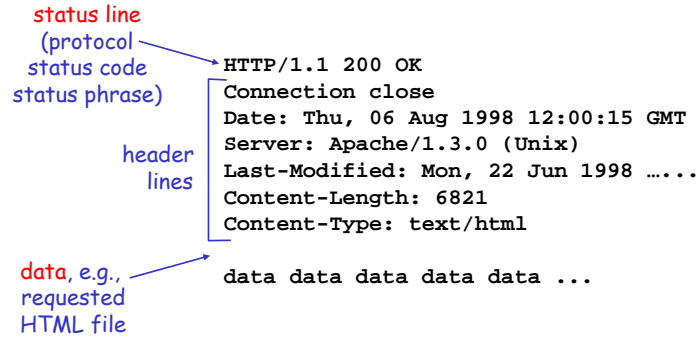 status line
(protocol
status code
status phrase)
HTTP/1.1 200 OK
Connection close
Date: Thu, 06 Aug 1998 12:00:15 GMT
Server: Apache/1.3.0 (Unix)
Last-Modified: Mon, 22 Jun 1998 …...
Content-Length: 6821
Content-Type: text/html
header
lines
data, e.g.,
requested
HTML file
data data data data data ...